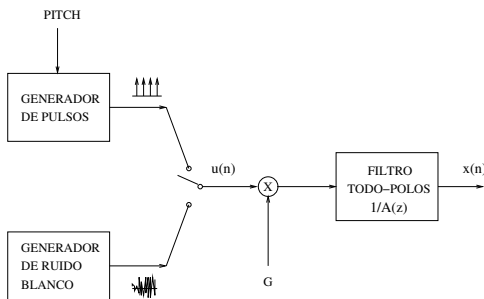 PITCH
GENERADOR
DE PULSOS
u(n)
X
FILTRO
TODO-POLOS
1/A(z)
x(n)
GENERADOR
DE RUIDO
BLANCO
G